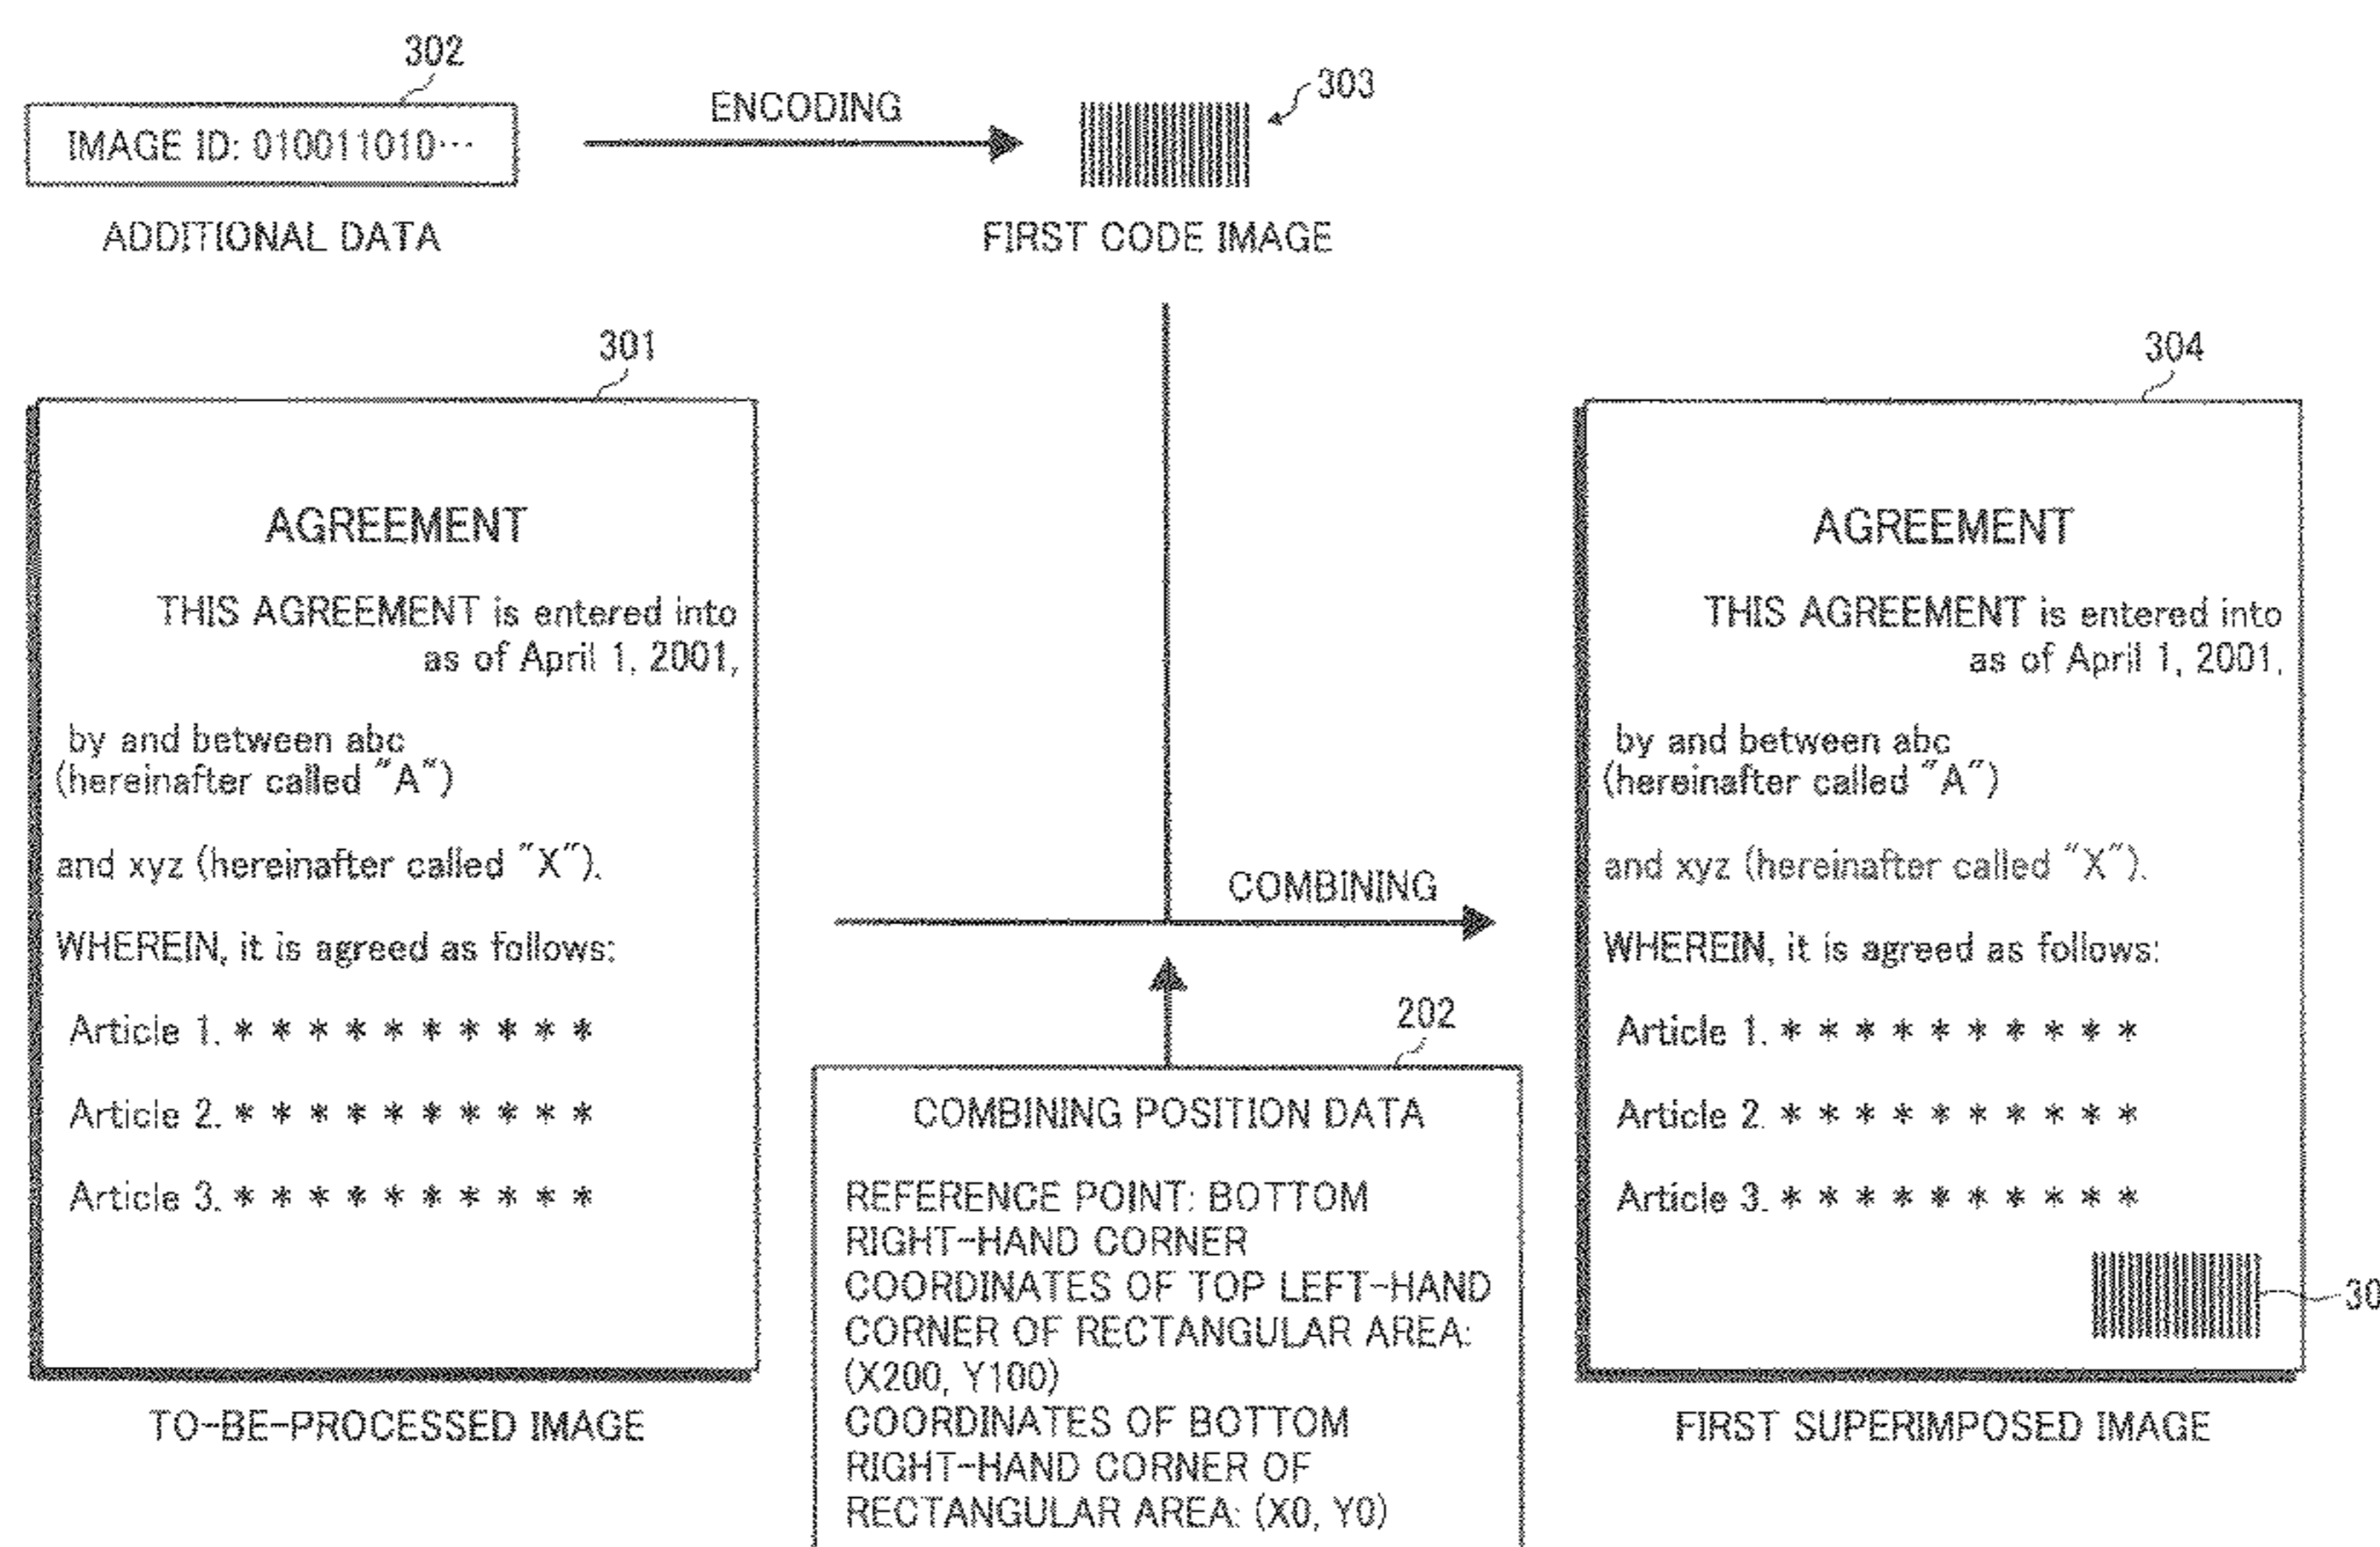 302
IMAGE ID: 010011010···
ADDITIONAL DATA
ENCODING
303
FIRST CODE IMAGE
301
AGREEMENT
THIS AGREEMENT is entered into
as of April 1, 2001,
by and between abc
(hereinafter called "A")
and xyz (hereinafter called "X").
WHEREIN, it is agreed as follows:
Article 1. * * * * * * * * * *
Article 2. * * * * * * * * * *
Article 3. * * * * * * * * * *
TO-BE-PROCESSED IMAGE
COMBINING
202
COMBINING POSITION DATA
REFERENCE POINT: BOTTOM
RIGHT-HAND CORNER
COORDINATES OF TOP LEFT-HAND
CORNER OF RECTANGULAR AREA:
(X200, Y100)
COORDINATES OF BOTTOM
RIGHT-HAND CORNER OF
RECTANGULAR AREA: (X0, Y0)
304
AGREEMENT
THIS AGREEMENT is entered into
as of April 1, 2001,
by and between abc
(hereinafter called "A")
and xyz (hereinafter called "X").
WHEREIN, it is agreed as follows:
Article 1. * * * * * * * * * *
Article 2. * * * * * * * * * *
Article 3. * * * * * * * * * *
30
FIRST SUPERIMPOSED IMAGE